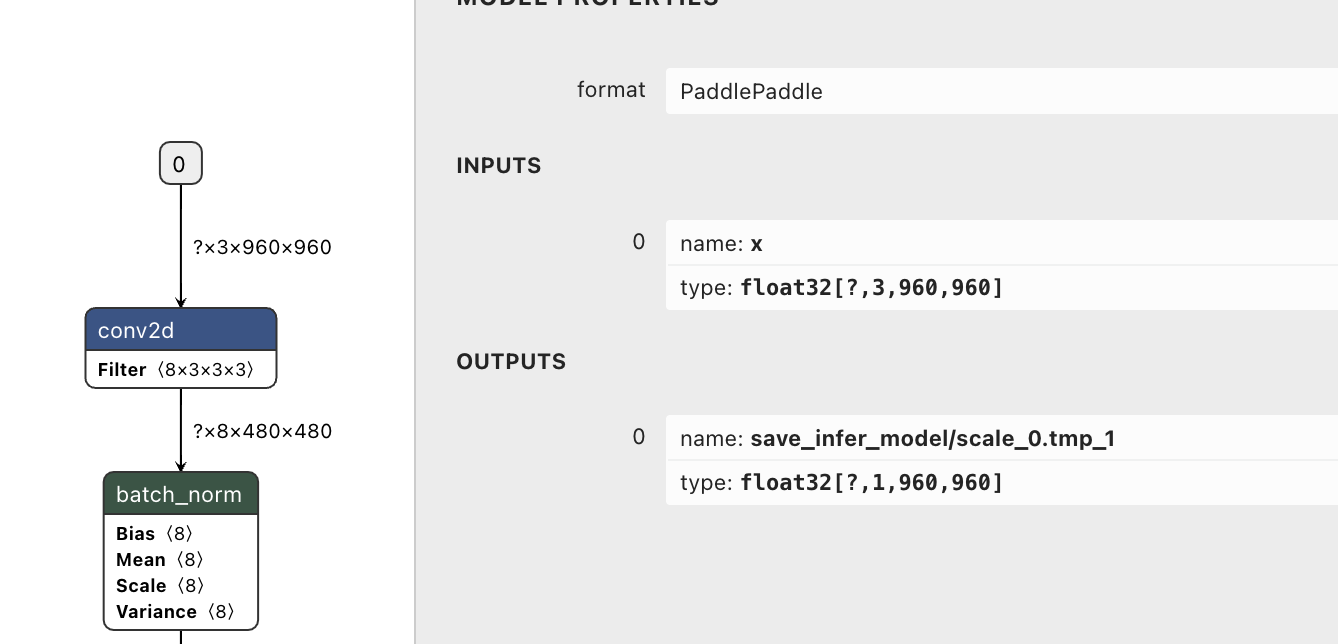 MODEL PROPERTIES
format
PaddlePaddle
INPUTS
0
name: x
type: float32[?,3,960,960]
OUTPUTS
0
name: save_infer_model/scale_0.tmp_1
type: float32[?,1,960,960]
0
?×3×960×960
conv2d
Filter ⟨8×3×3×3⟩
?×8×480×480
batch_norm
Bias ⟨8⟩
Mean ⟨8⟩
Scale ⟨8⟩
Variance ⟨8⟩